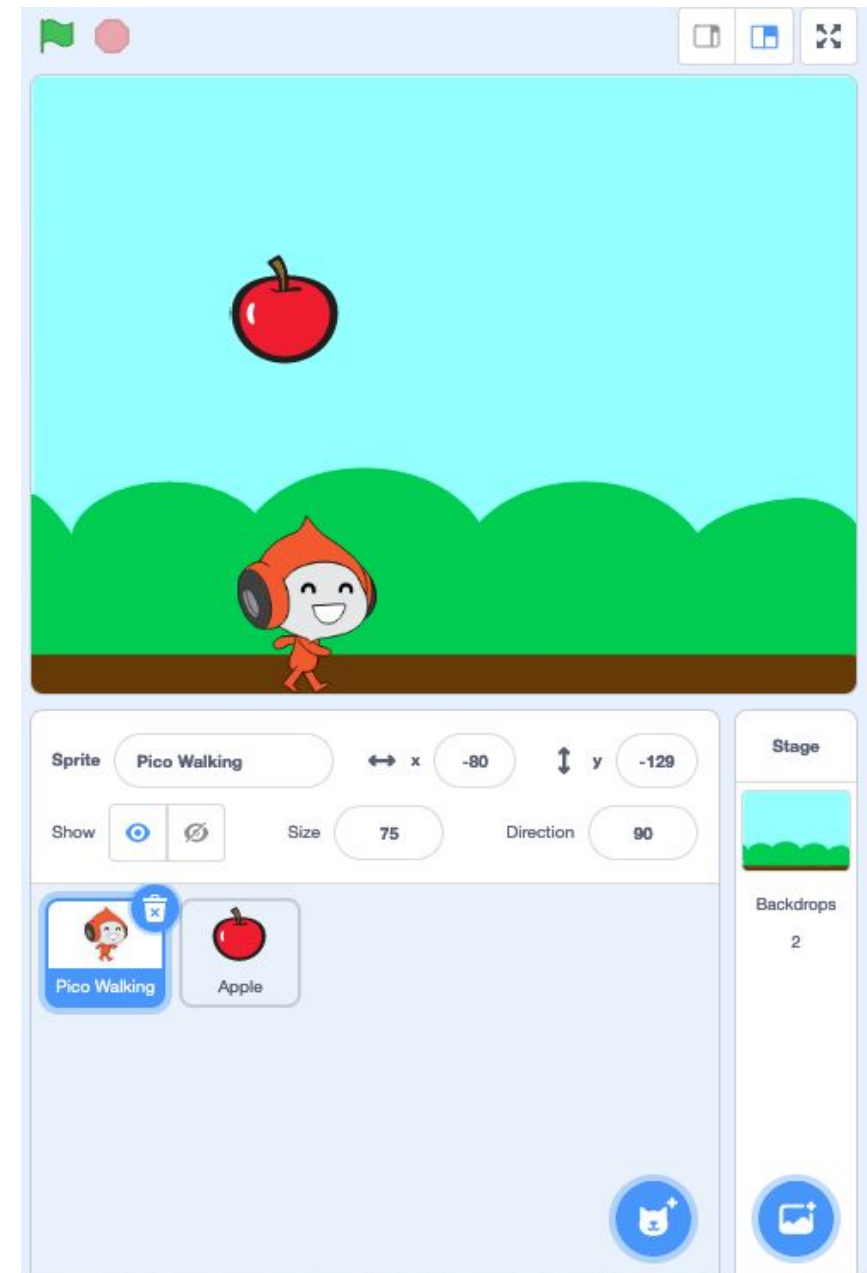 Sprite Pico Walking x -80 y -129
Show Size 75 Direction 90
Pico Walking
Apple
Stage
Backdrops
2